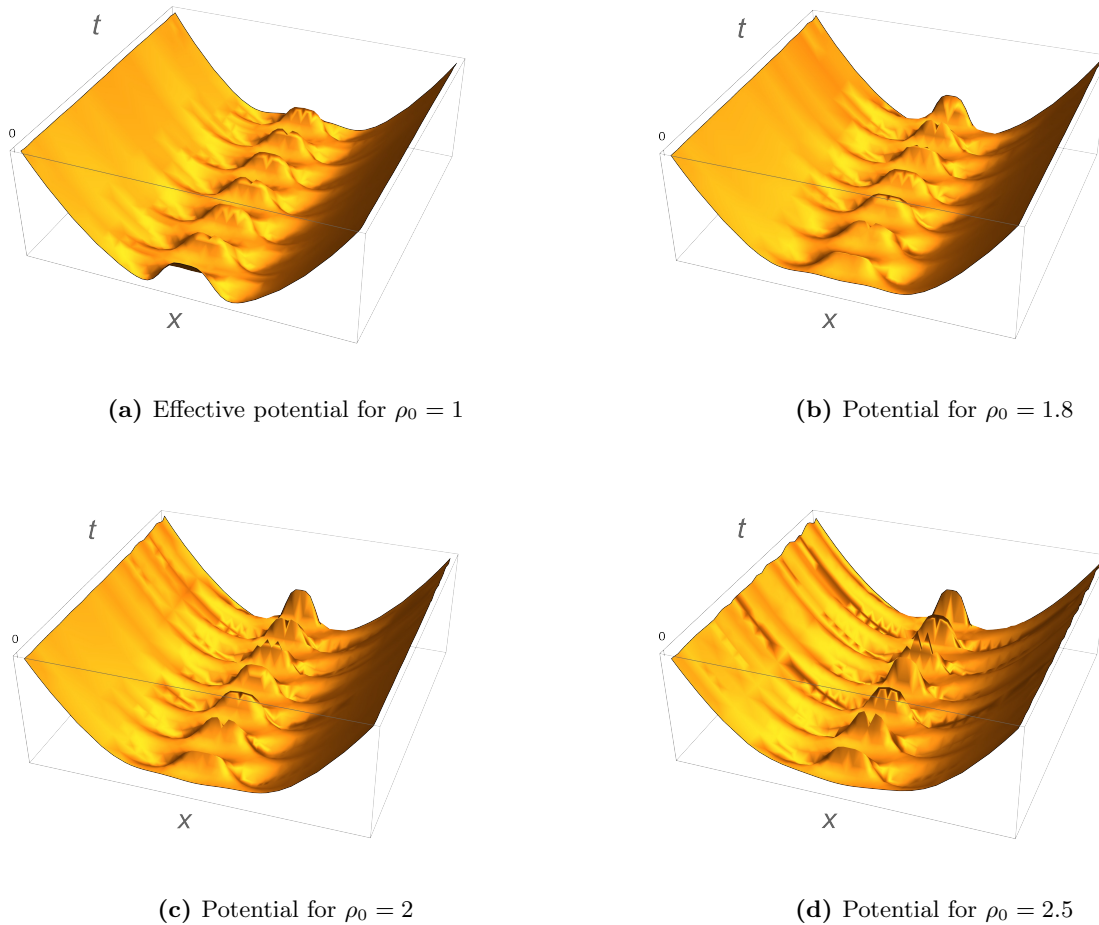 t
t
0
0
x
x
(a) Effective potential for ρ₀ = 1
(b) Potential for ρ₀ = 1.8
t
t
0
0
x
x
(c) Potential for ρ₀ = 2
(d) Potential for ρ₀ = 2.5